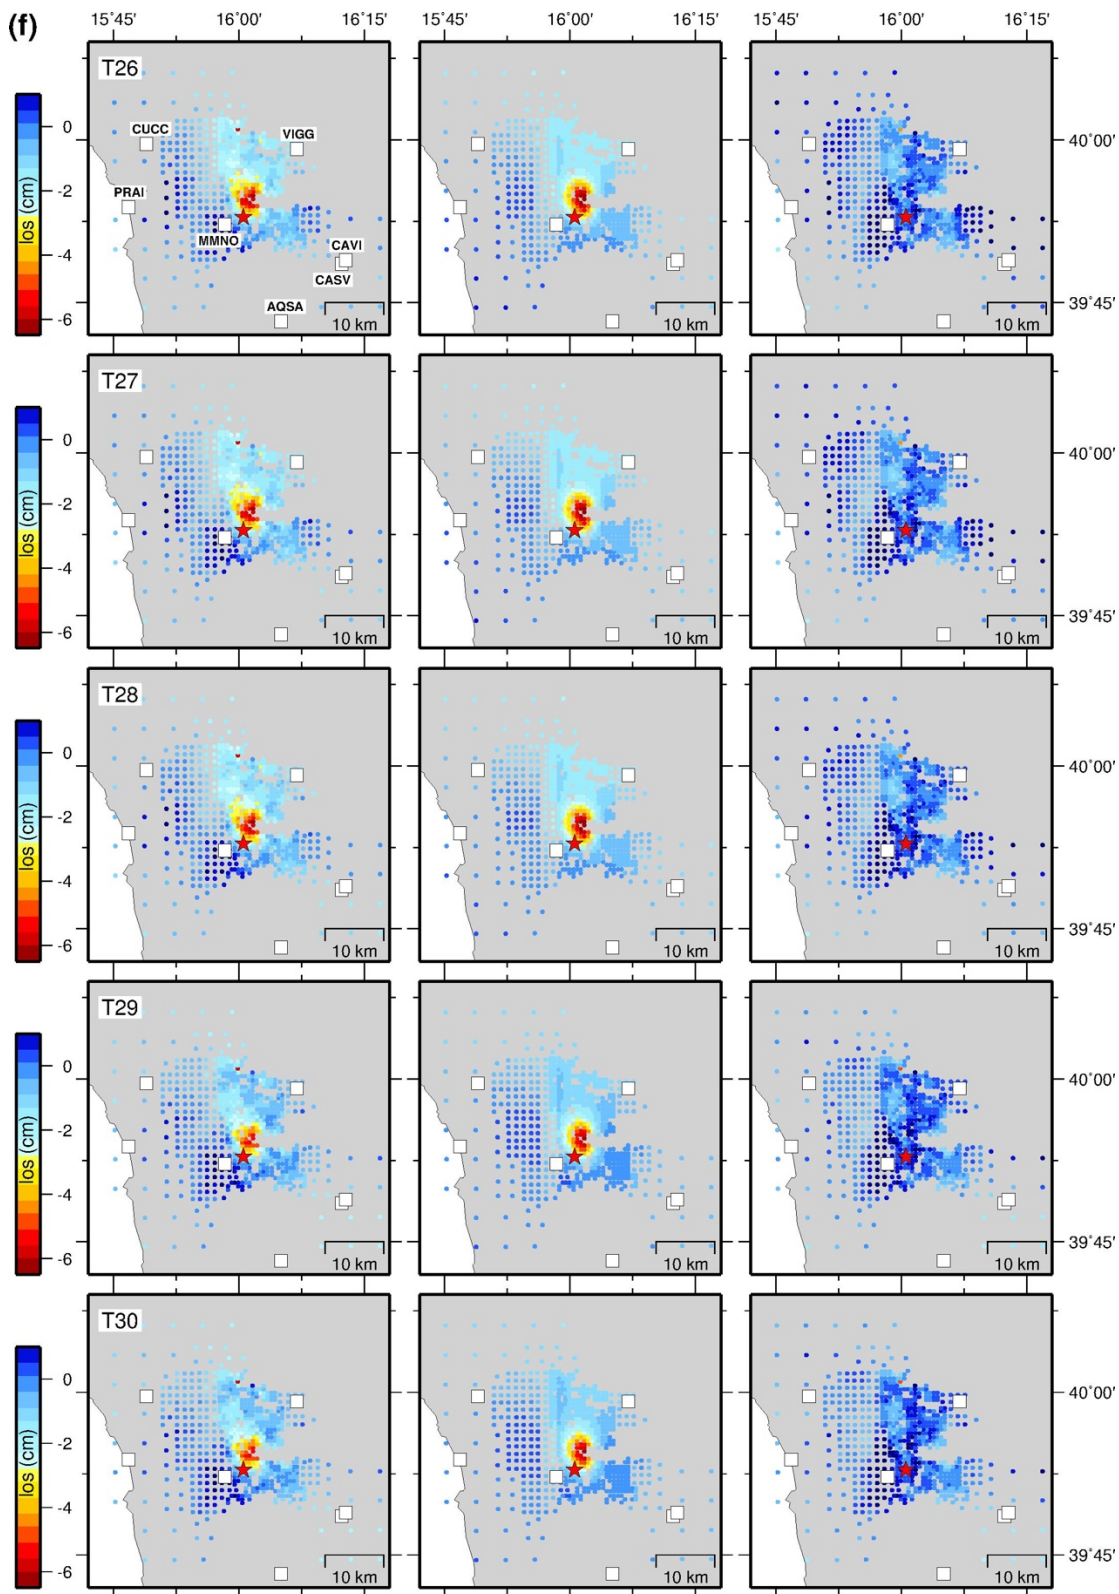 (f)
15°45' 16°00' 16°15' 15°45' 16°00' 16°15' 15°45' 16°00' 16°15'
T26
0
-2
-4
-6
los (cm)
CUCC
VIGG
PRAI
MMNO
CAVI
CASV
AQSA
10 km
10 km
10 km
40°00'
39°45'
T27
0
-2
-4
-6
los (cm)
10 km
10 km
10 km
40°00'
39°45'
T28
0
-2
-4
-6
los (cm)
10 km
10 km
10 km
40°00'
39°45'
T29
0
-2
-4
-6
los (cm)
10 km
10 km
10 km
40°00'
39°45'
T30
0
-2
-4
-6
los (cm)
10 km
10 km
10 km
40°00'
39°45'